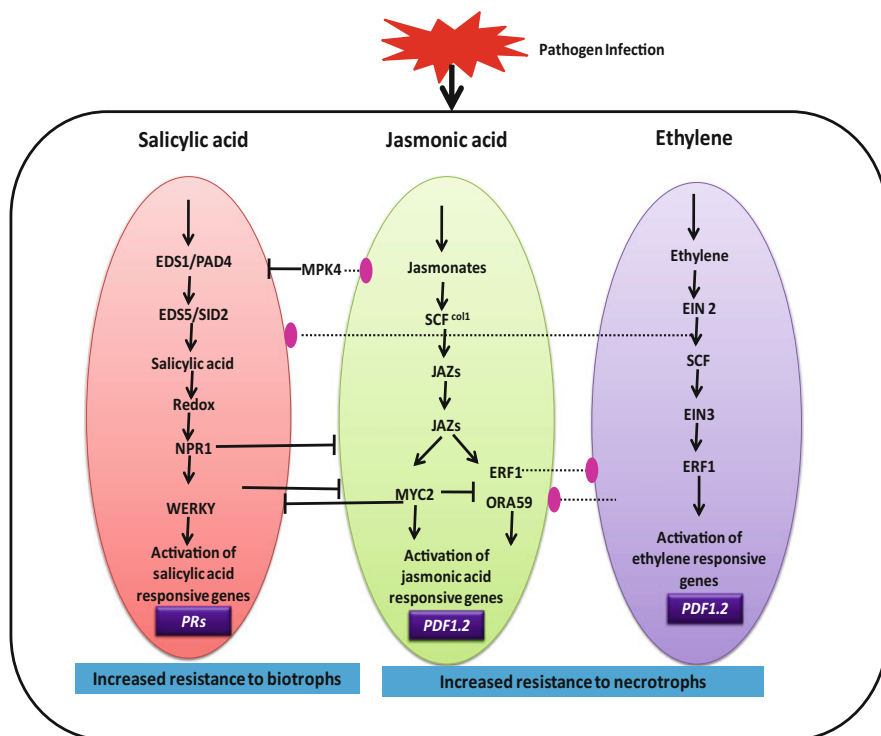 Pathogen Infection
Salicylic acid
EDS1/PAD4
EDS5/SID2
Salicylic acid
Redox
NPR1
WERKY
Activation of
salicylic acid
responsive genes
PRs
Increased resistance to biotrophs
MPK4
Jasmonic acid
Jasmonates
SCF col1
JAZs
JAZs
MYC2
ERF1
ORA59
Activation of
jasmonic acid
responsive genes
PDF1.2
Ethylene
Ethylene
EIN 2
SCF
EIN3
ERF1
Activation of
ethylene responsive
genes
PDF1.2
Increased resistance to necrotrophs